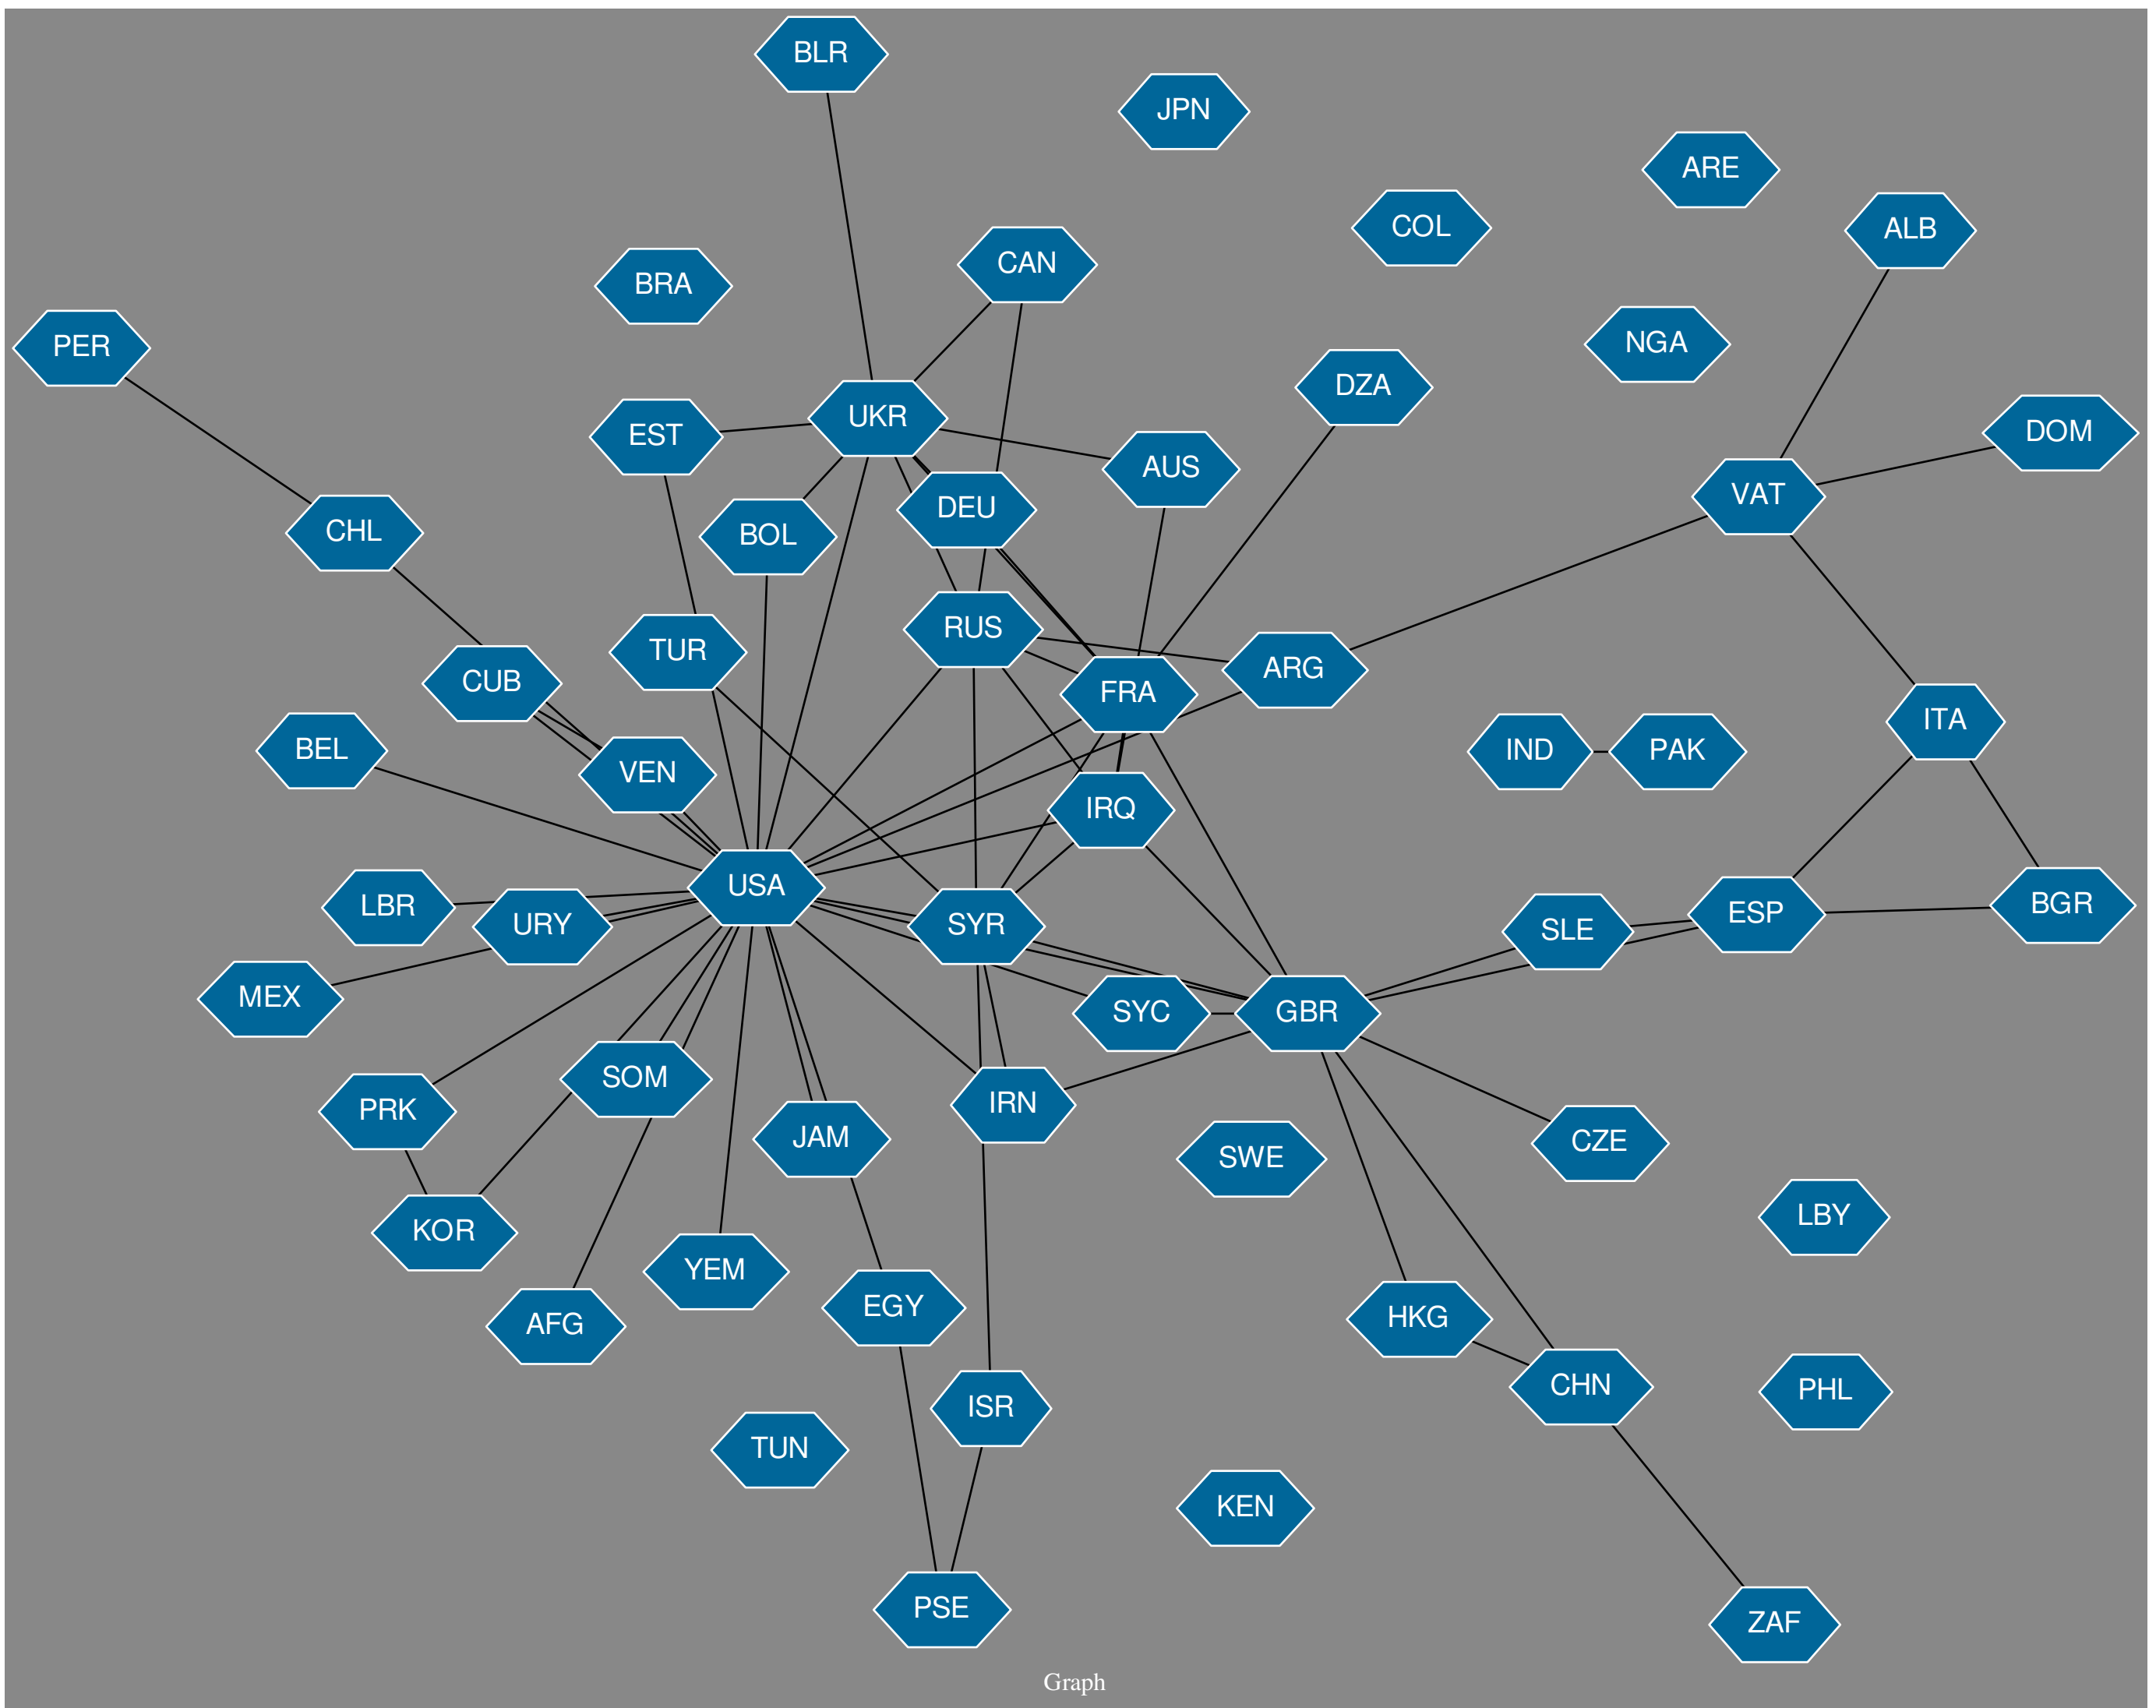 BLR
JPN
ARE
COL
ALB
CAN
BRA
PER
NGA
DZA
UKR
EST
DOM
AUS
VAT
DEU
CHL
BOL
RUS
TUR
ARG
CUB
FRA
ITA
BEL
IND
PAK
VEN
IRQ
USA
LBR
BGR
ESP
URY
SYR
SLE
MEX
SYC
GBR
SOM
IRN
PRK
JAM
CZE
SWE
LBY
KOR
YEM
EGY
HKG
AFG
CHN
PHL
ISR
TUN
KEN
PSE
ZAF
Graph